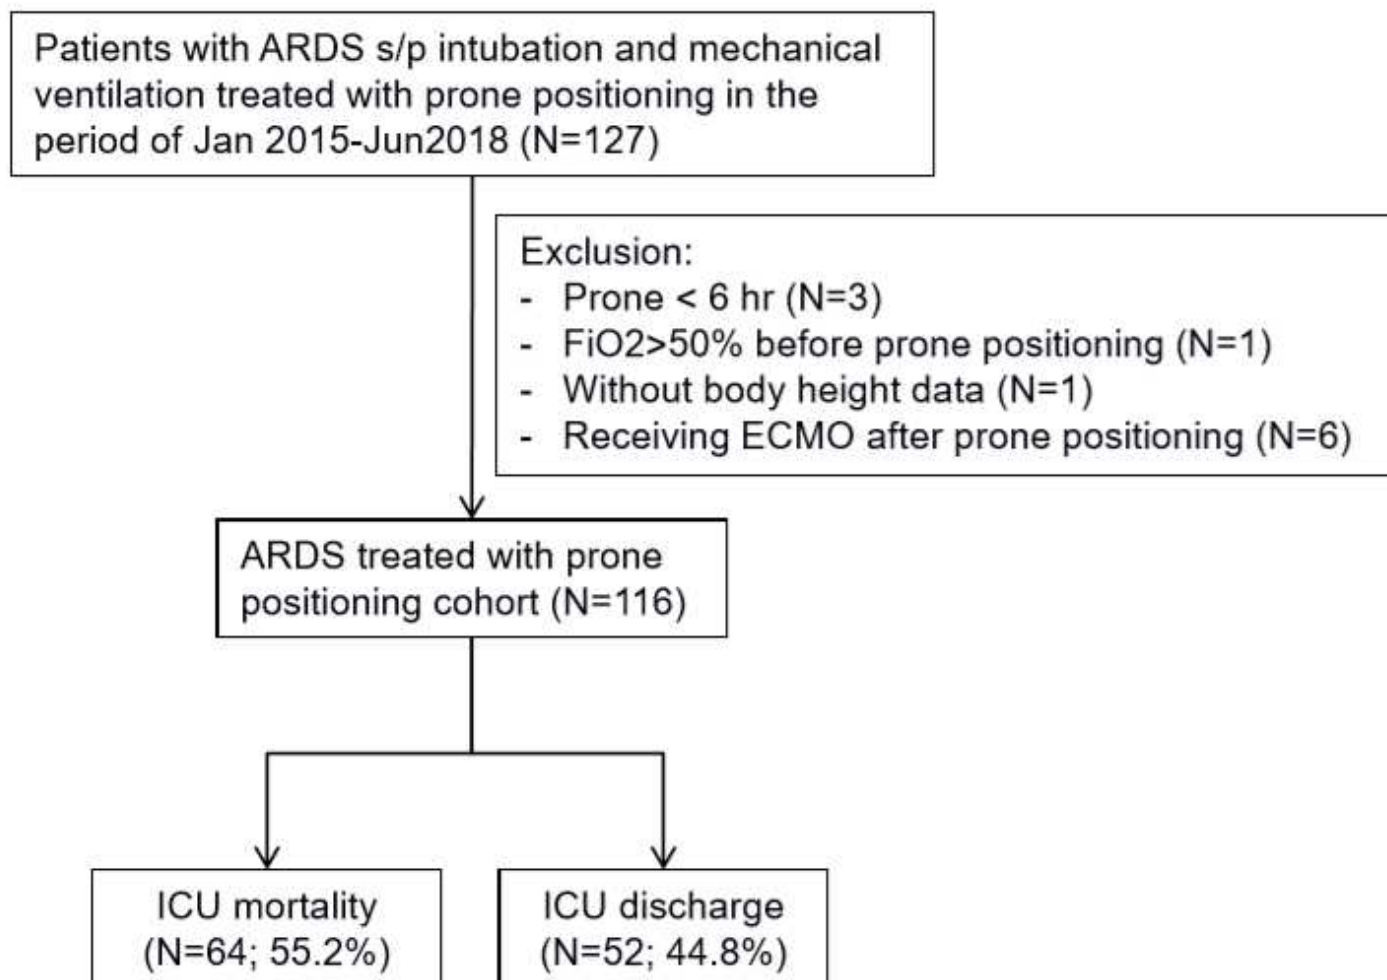 Patients with ARDS s/p intubation and mechanical
ventilation treated with prone positioning in the
period of Jan 2015-Jun2018 (N=127)
Exclusion:
- Prone < 6 hr (N=3)
- FiO2>50% before prone positioning (N=1)
- Without body height data (N=1)
- Receiving ECMO after prone positioning (N=6)
ARDS treated with prone
positioning cohort (N=116)
ICU mortality
(N=64; 55.2%)
ICU discharge
(N=52; 44.8%)